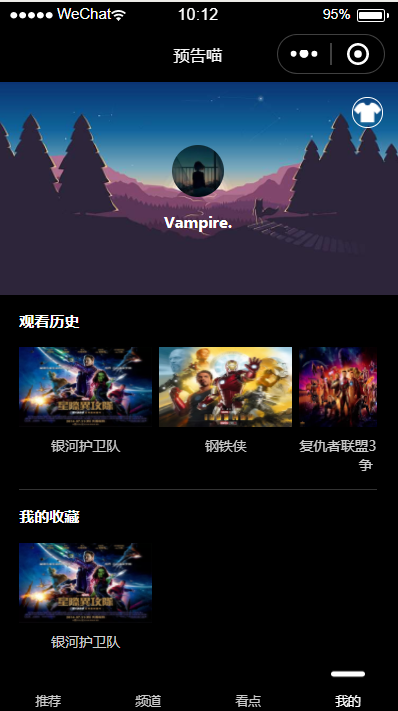 WeChat 10:12 95%
预告喵
Vampire.
观看历史
银河护卫队 钢铁侠 复仇者联盟3
争
我的收藏
银河护卫队
推荐 频道 看点 我的